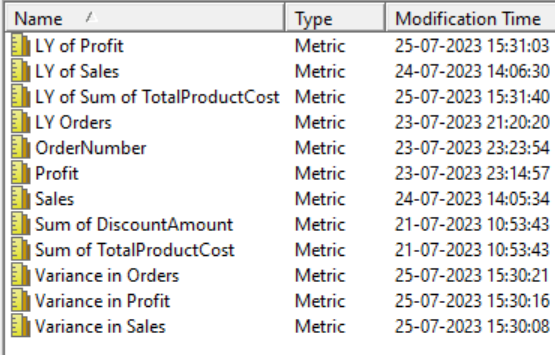 Name Type Modification Time
LY of Profit Metric 25-07-2023 15:31:03
LY of Sales Metric 24-07-2023 14:06:30
LY of Sum of TotalProductCost Metric 25-07-2023 15:31:40
LY Orders Metric 23-07-2023 21:20:20
OrderNumber Metric 23-07-2023 23:23:54
Profit Metric 23-07-2023 23:14:57
Sales Metric 24-07-2023 14:05:34
Sum of DiscountAmount Metric 21-07-2023 10:53:43
Sum of TotalProductCost Metric 21-07-2023 10:53:43
Variance in Orders Metric 25-07-2023 15:30:21
Variance in Profit Metric 25-07-2023 15:30:16
Variance in Sales Metric 25-07-2023 15:30:08